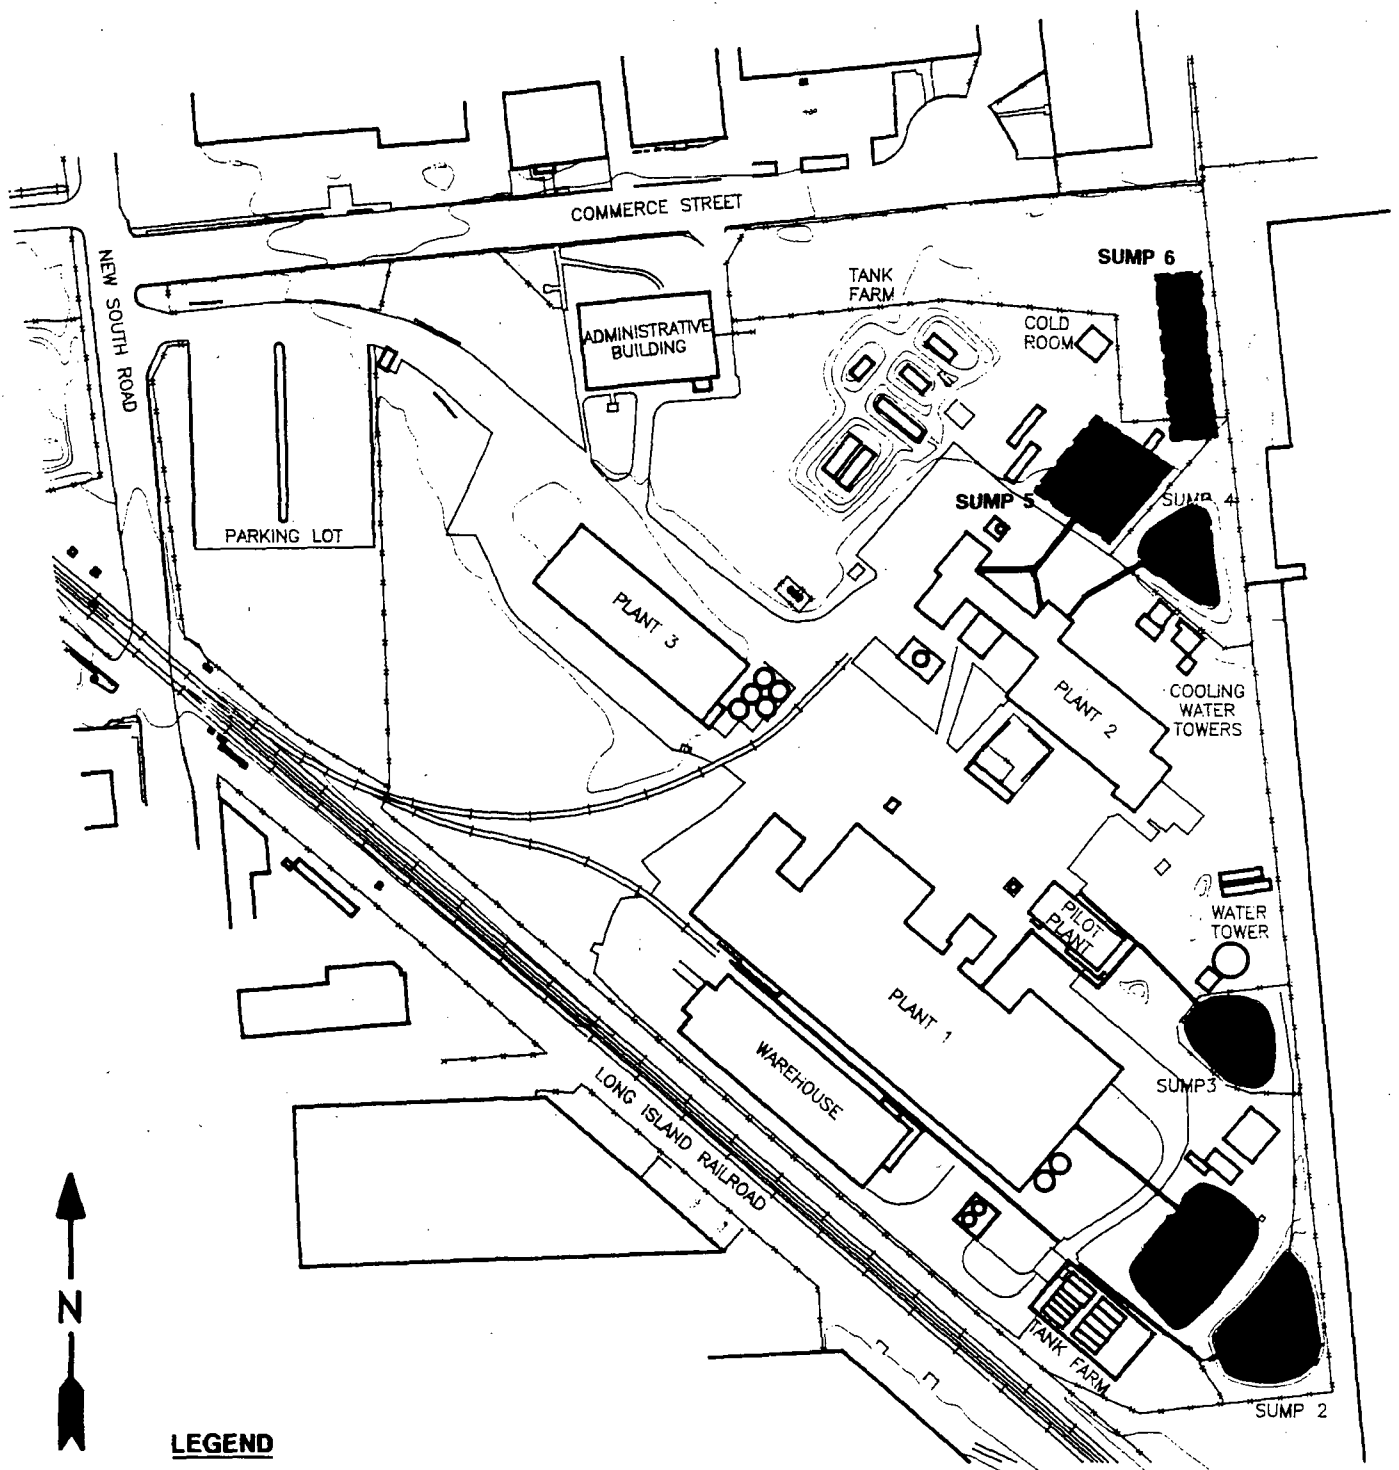 COMMERCE STREET
NEW SOUTH ROAD
SUMP 6
TANK
FARM
COLD
ROOM
ADMINISTRATIVE
BUILDING
SUMP 5
SUMP 4
PARKING LOT
PLANT 3
PLANT 2
COOLING
WATER
TOWERS
PILOT
PLANT
WATER
TOWER
PLANT 1
WAREHOUSE
SUMP3
LONG ISLAND RAILROAD
N
TANK FARM
SUMP 2
LEGEND